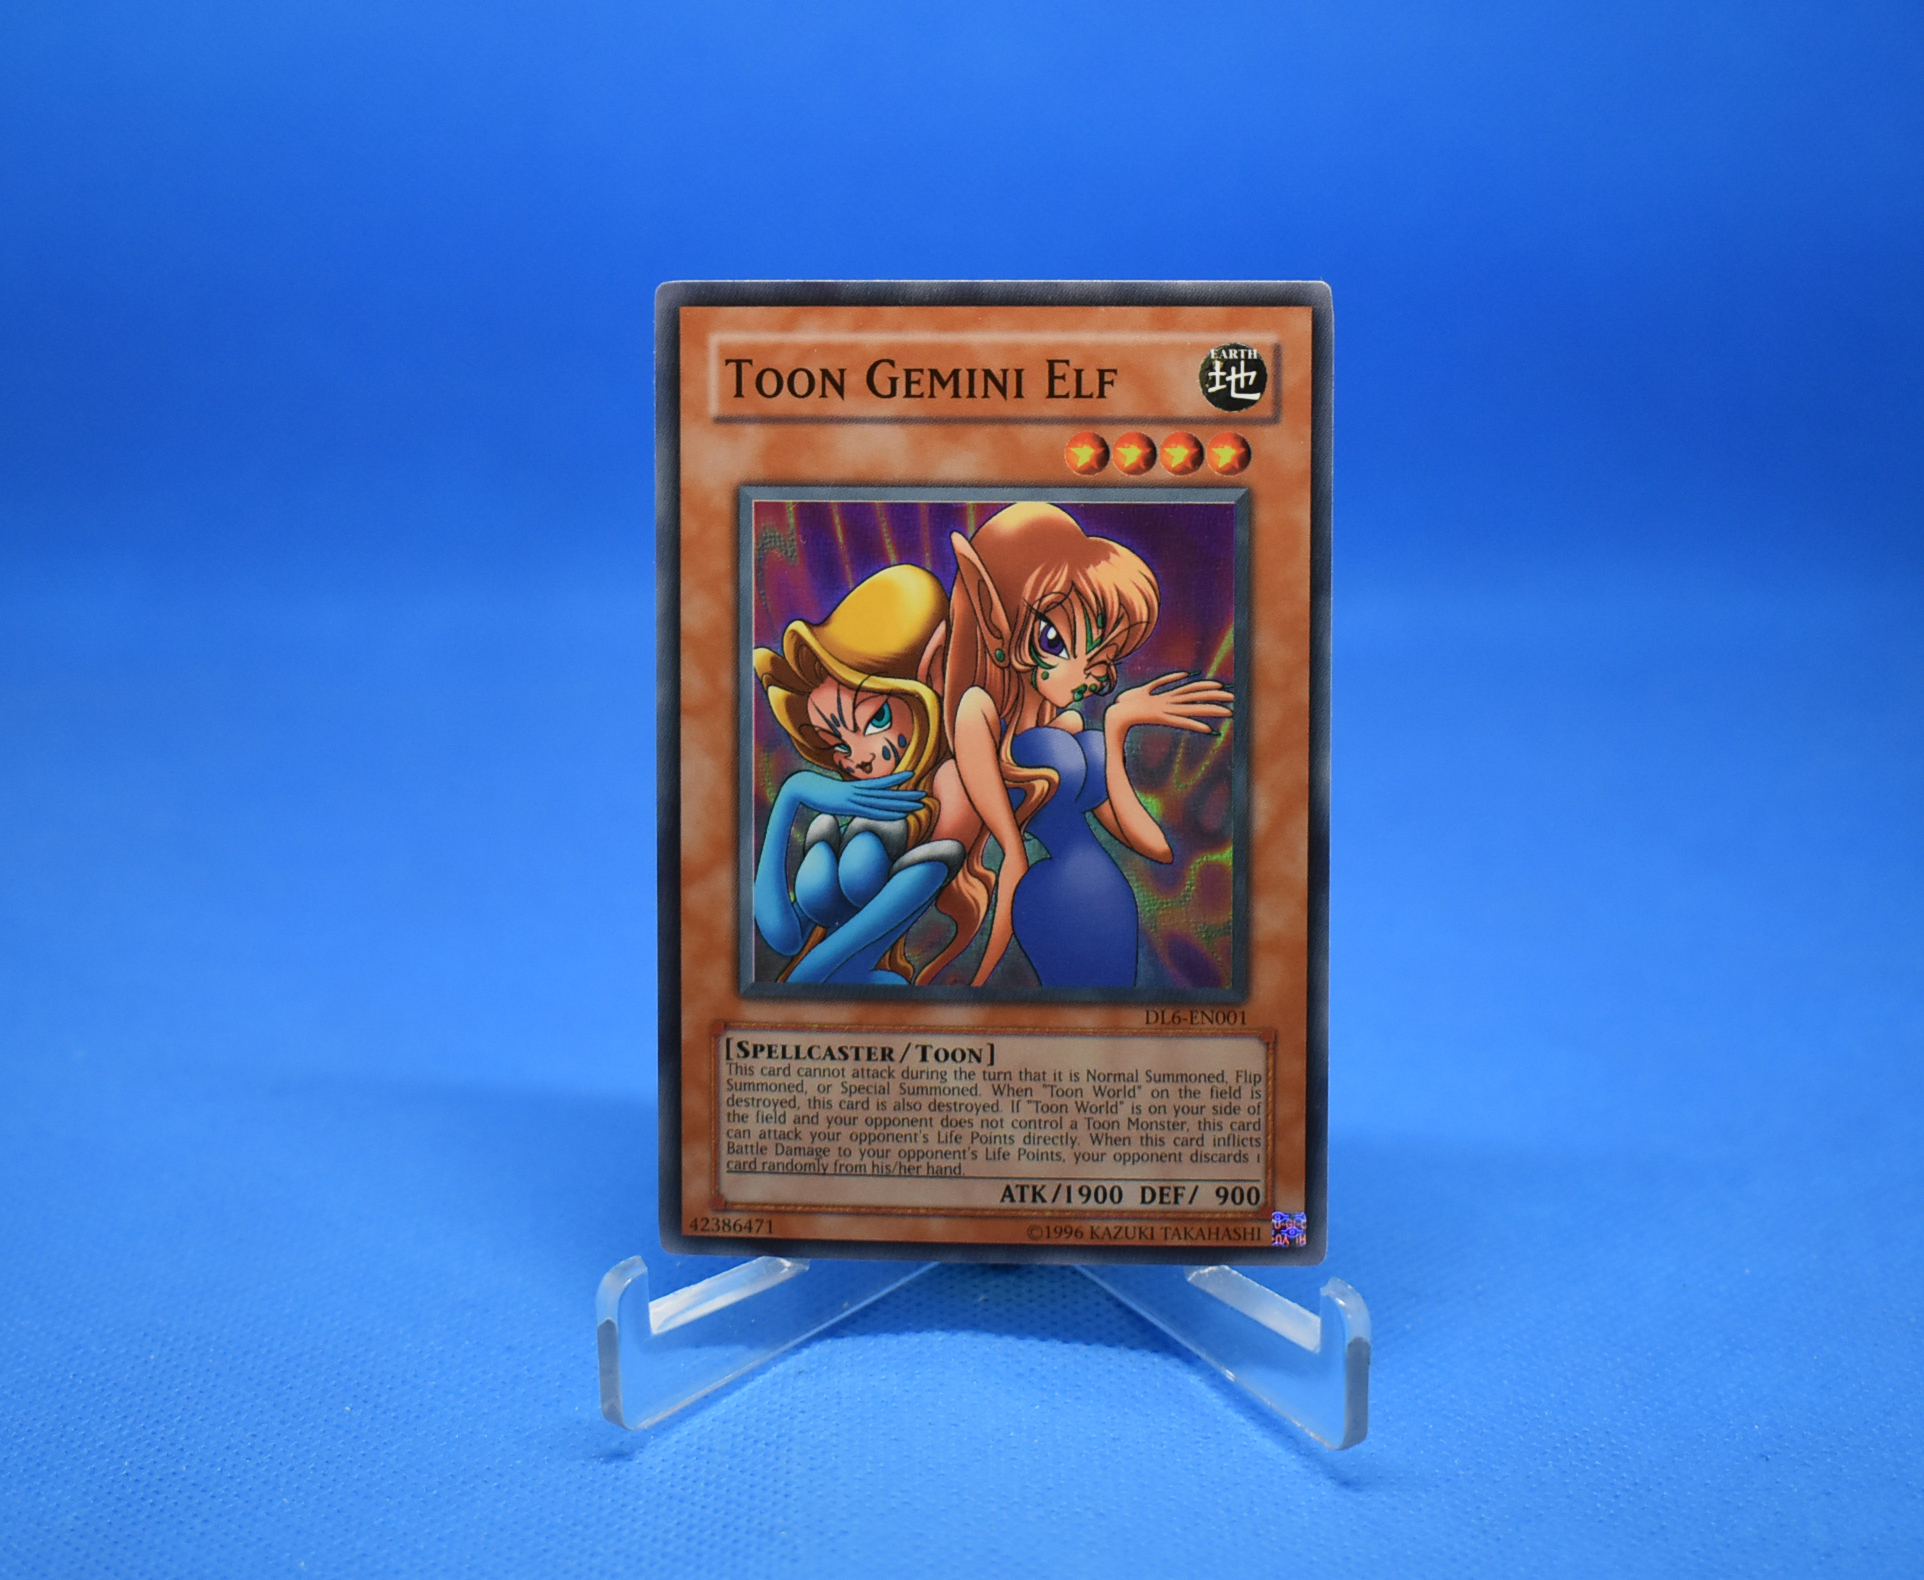 TOON GEMINI ELF
EARTH
地
DL6-EN001
[SPELLCASTER/TOON]
This card cannot attack during the turn that it is Normal Summoned, Flip
Summoned, or Special Summoned. When "Toon World" on the field is
destroyed, this card is also destroyed. If "Toon World" is on your side of
the field and your opponent does not control a Toon Monster, this card
can attack your opponent's Life Points directly. When this card inflicts
Battle Damage to your opponent's Life Points, your opponent discards 1
card randomly from his/her hand.
ATK/1900 DEF/ 900
42386471
©1996 KAZUKI TAKAHASHI